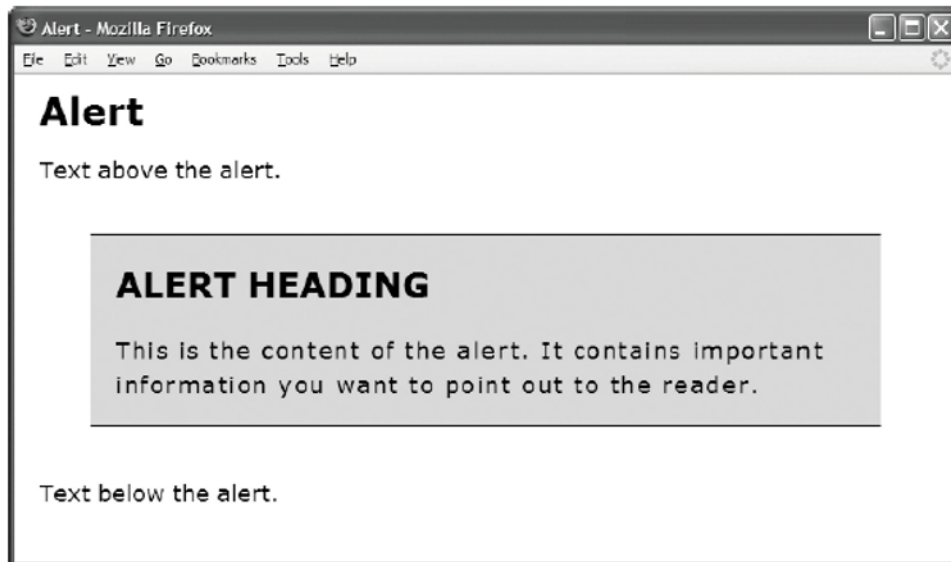 Alert - Mozilla Firefox
File Edit View Go Bookmarks Tools Help
Alert
Text above the alert.
ALERT HEADING
This is the content of the alert. It contains important
information you want to point out to the reader.
Text below the alert.